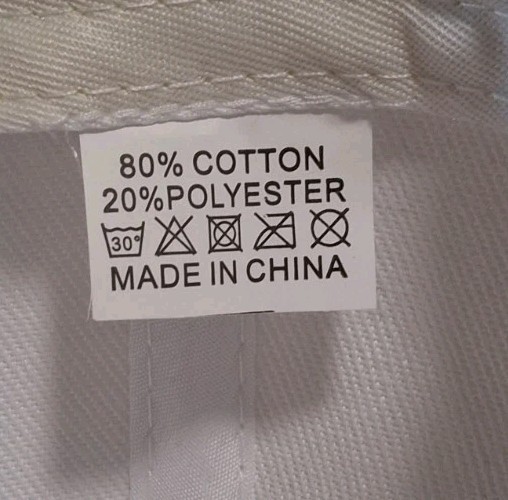 80% COTTON
20%POLYESTER
30°
MADE IN CHINA